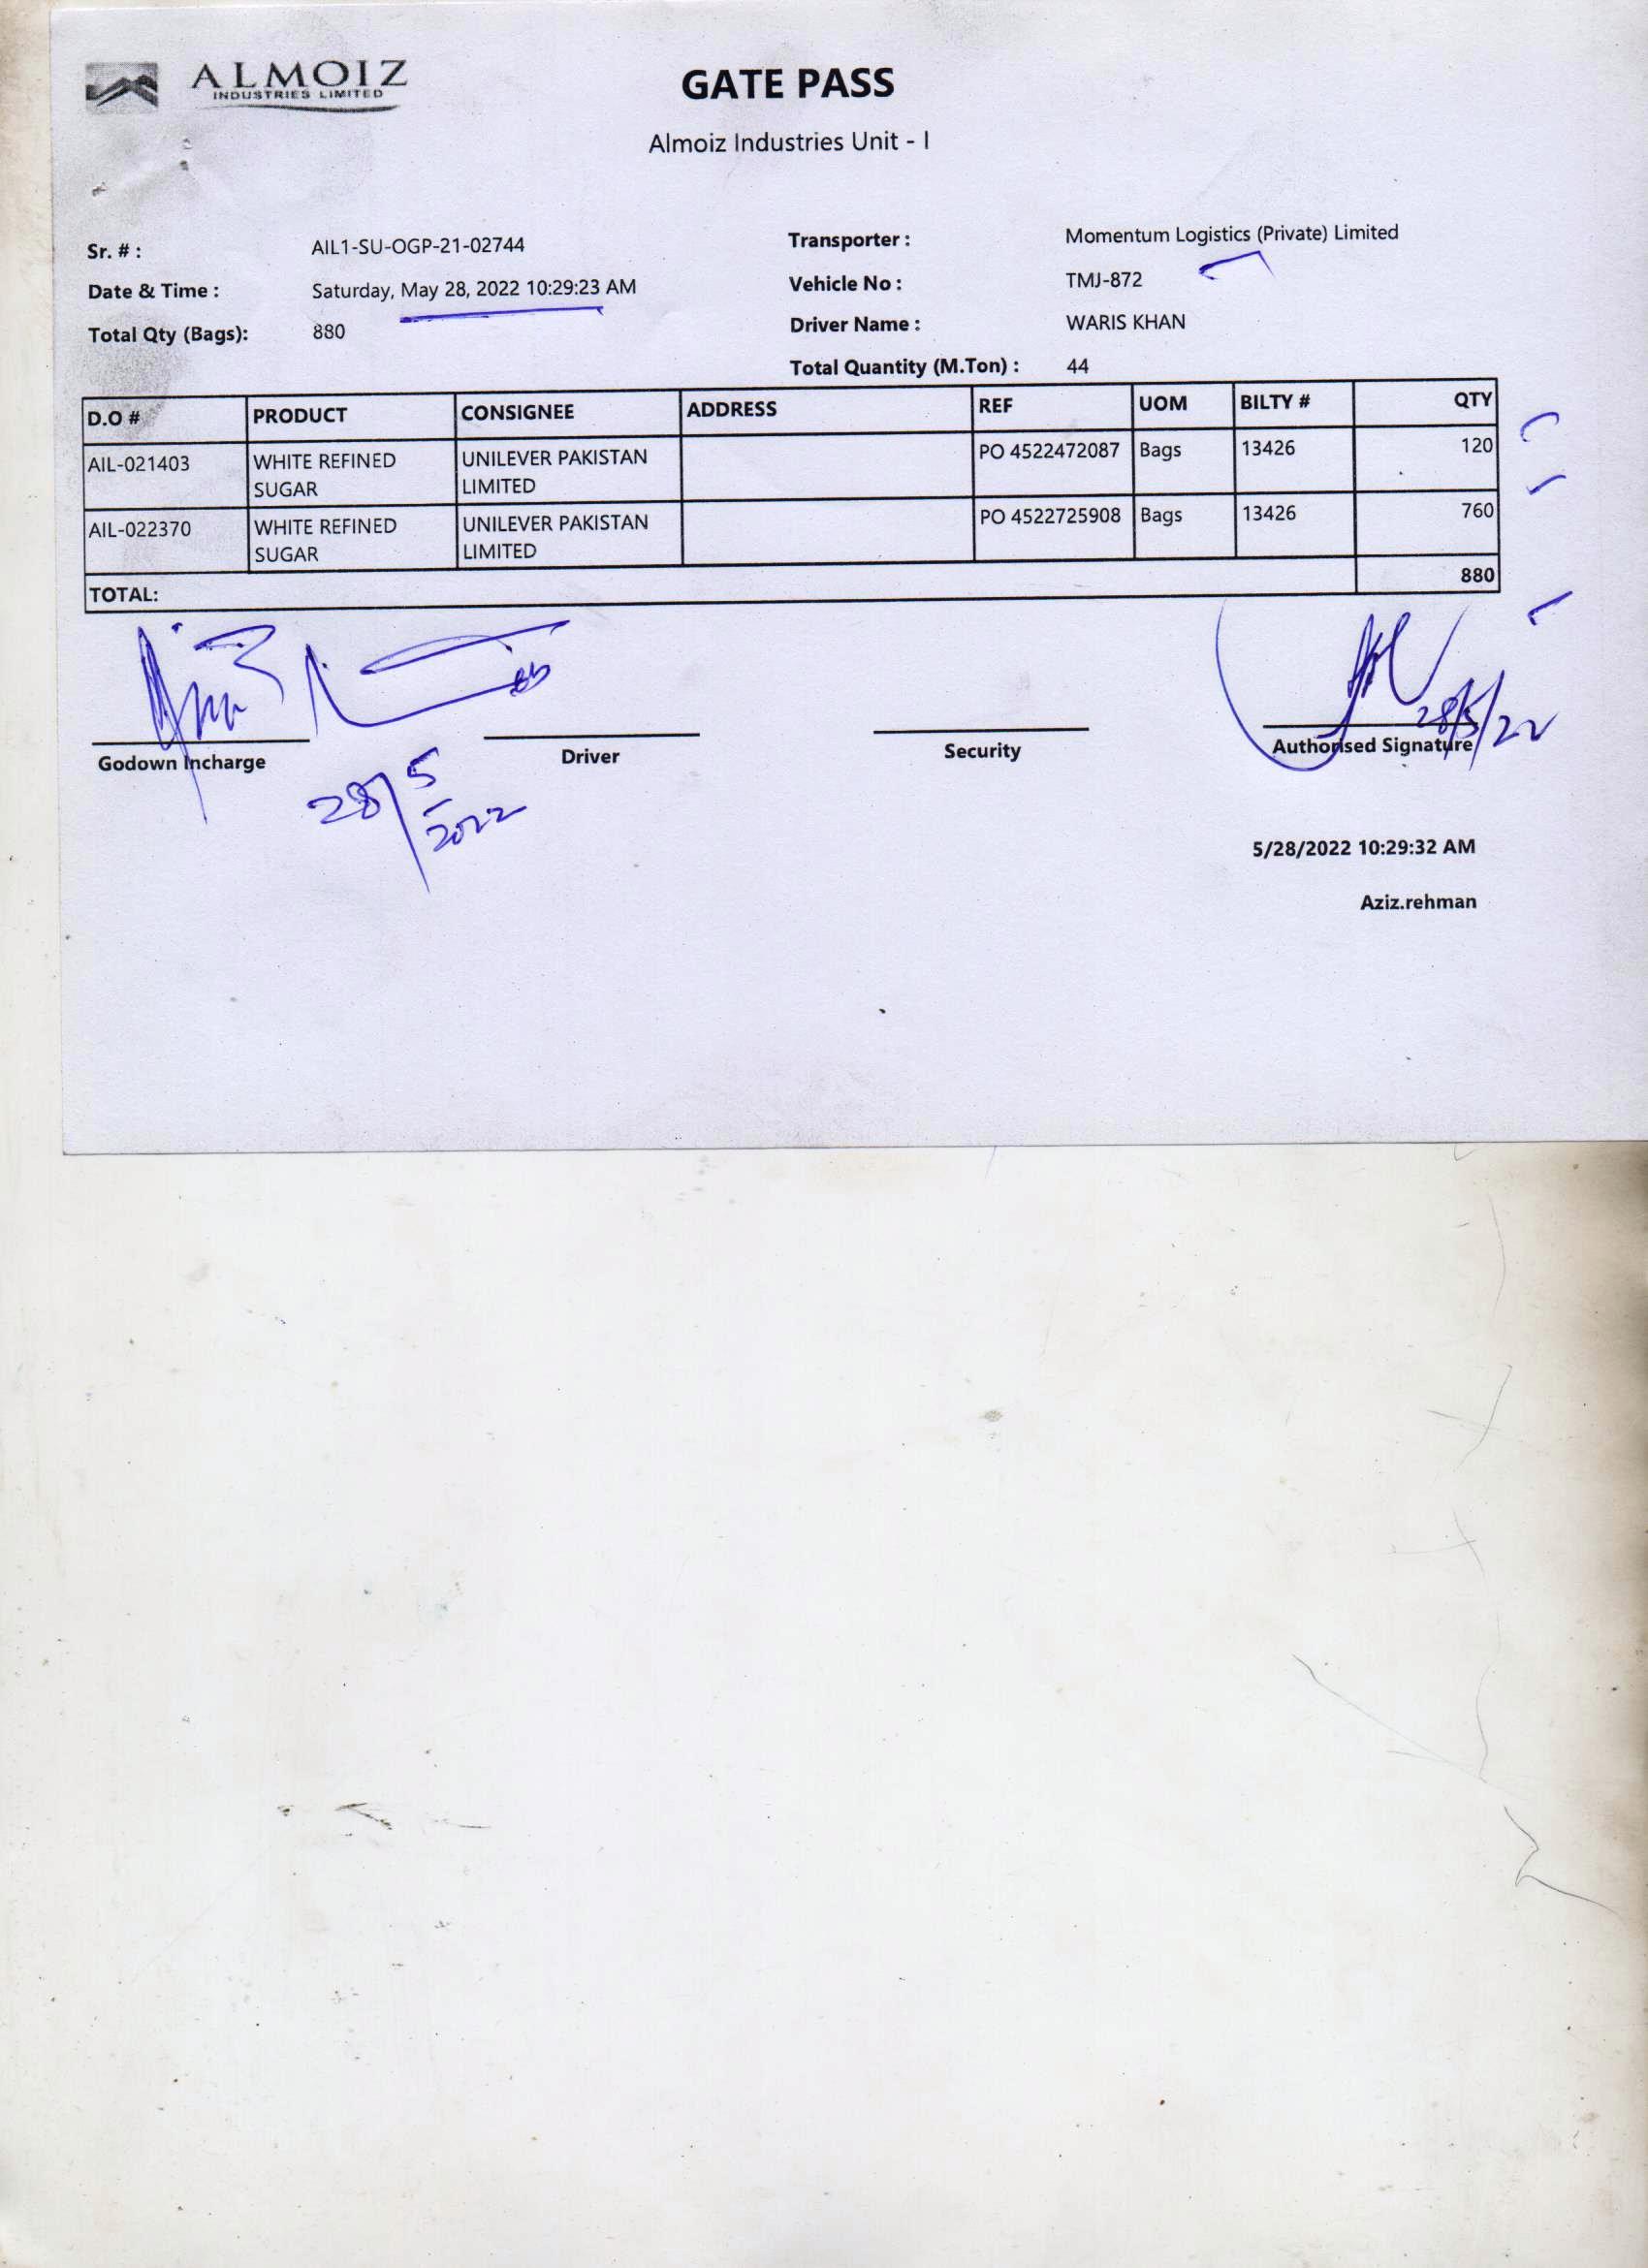 ALMOIZ
INDUSTRIES LIMITED
GATE PASS
Almoiz Industries Unit - I
Sr. # : AIL1-SU-OGP-21-02744
Date & Time : Saturday, May 28, 2022 10:29:23 AM
Total Qty (Bags): 880
Transporter : Momentum Logistics (Private) Limited
Vehicle No : TMJ-872
Driver Name : WARIS KHAN
Total Quantity (M.Ton) : 44
D.O # PRODUCT CONSIGNEE ADDRESS REF UOM BILTY # QTY
AIL-021403 WHITE REFINED SUGAR UNILEVER PAKISTAN LIMITED PO 4522472087 Bags 13426 120
AIL-022370 WHITE REFINED SUGAR UNILEVER PAKISTAN LIMITED PO 4522725908 Bags 13426 760
TOTAL: 880
28/5/22
Godown Incharge Driver Security Authorised Signature
28/5/2022
5/28/2022 10:29:32 AM
Aziz.rehman